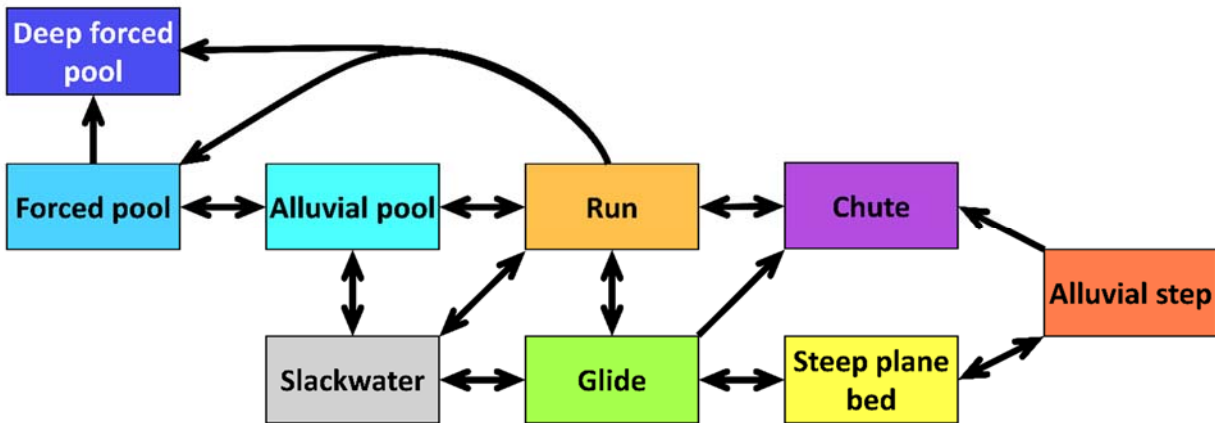 Deep forced
pool
Forced pool
Alluvial pool
Run
Chute
Alluvial step
Slackwater
Glide
Steep plane
bed